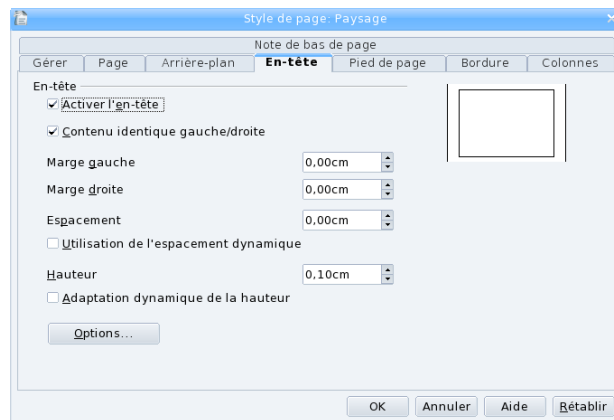 Style de page: Paysage
Note de bas de page
Gérer Page Arrière-plan En-tête Pied de page Bordure Colonnes
En-tête
Activer l'en-tête
Contenu identique gauche/droite
Marge gauche 0,00cm
Marge droite 0,00cm
Espacement 0,00cm
Utilisation de l'espacement dynamique
Hauteur 0,10cm
Adaptation dynamique de la hauteur
Options...
OK Annuler Aide Rétablir